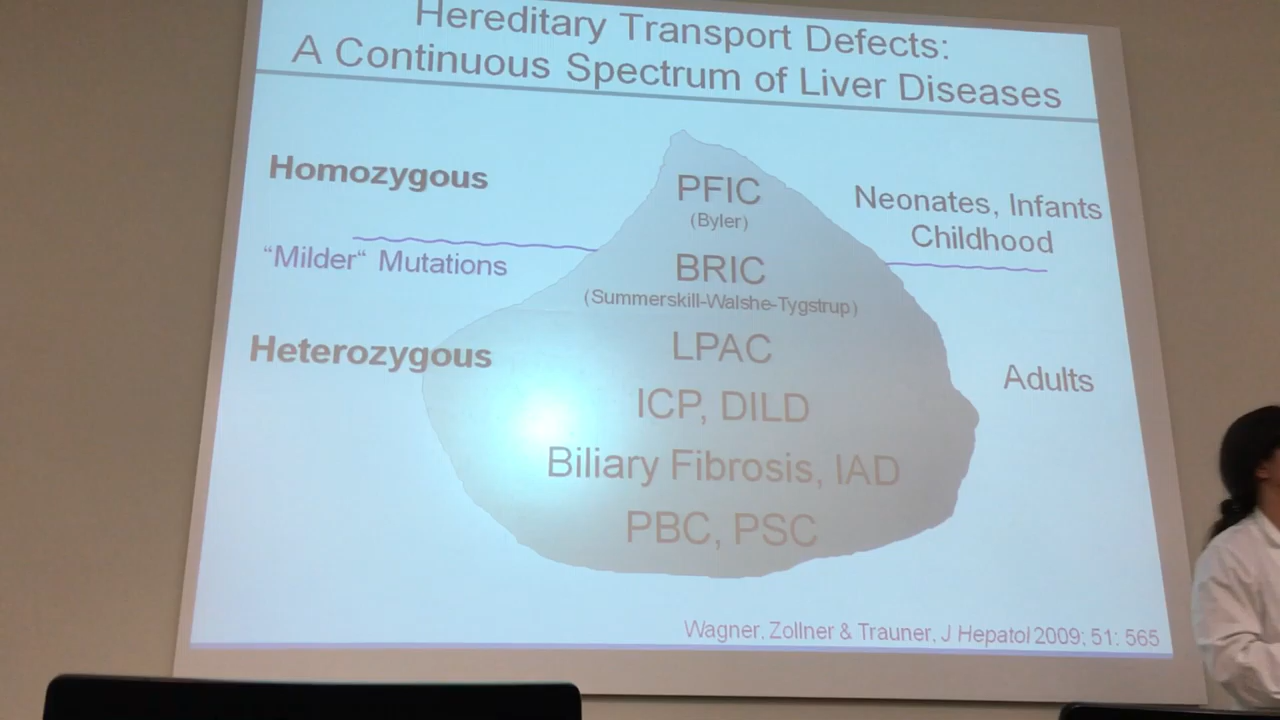 Hereditary Transport Defects:
A Continuous Spectrum of Liver Diseases
Homozygous
PFIC
(Byler)
Neonates, Infants
Childhood
“Milder“ Mutations
BRIC
(Summerskill-Walshe-Tygstrup)
Heterozygous
LPAC
Adults
ICP, DILD
Biliary Fibrosis, IAD
PBC, PSC
Wagner, Zollner & Trauner, J Hepatol 2009; 51: 565